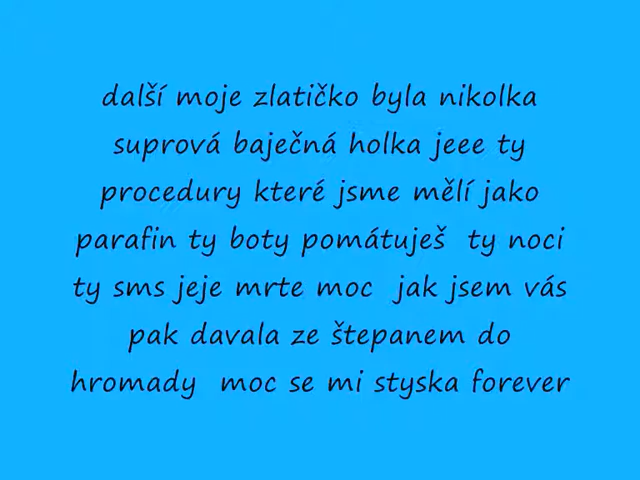 další moje zlatičko byla nikolka
suprová baječná holka jeee ty
procedury které jsme mělí jako
parafin ty boty pomátuješ ty noci
ty sms jeje mrte moc jak jsem vás
pak davala ze štepanem do
hromady moc se mi styska forever